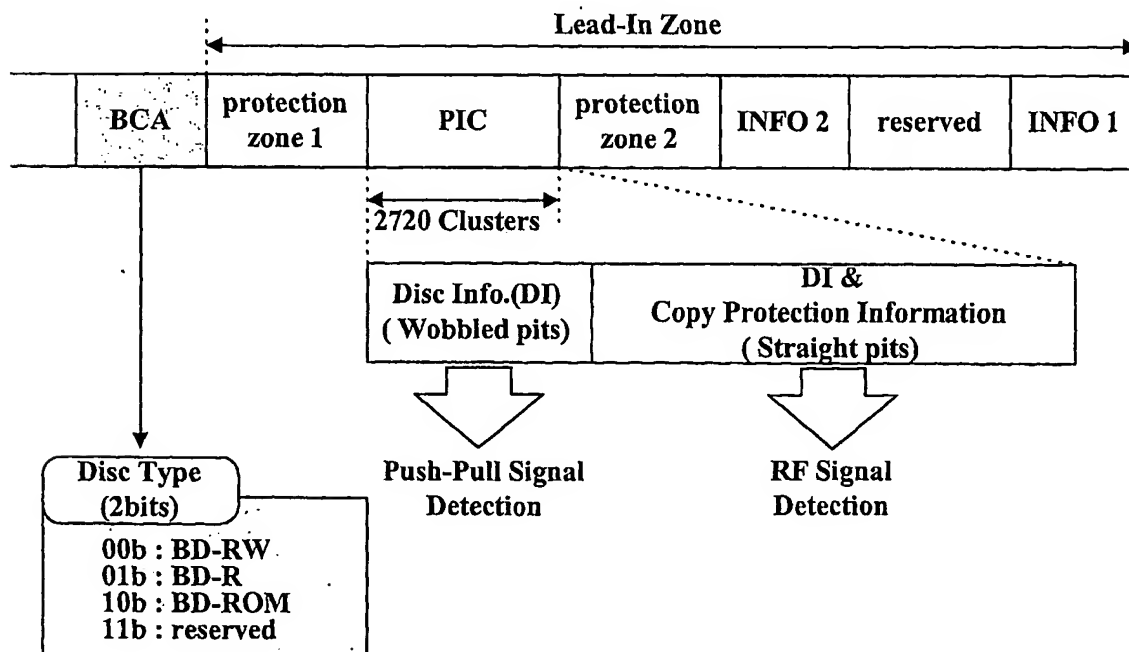 Lead-In Zone
BCA
protection
zone 1
PIC
protection
zone 2
INFO 2
reserved
INFO 1
2720 Clusters
Disc Info.(DI)
( Wobbled pits)
DI &
Copy Protection Information
( Straight pits)
Push-Pull Signal
Detection
RF Signal
Detection
Disc Type
(2bits)
00b : BD-RW
01b : BD-R
10b : BD-ROM
11b : reserved